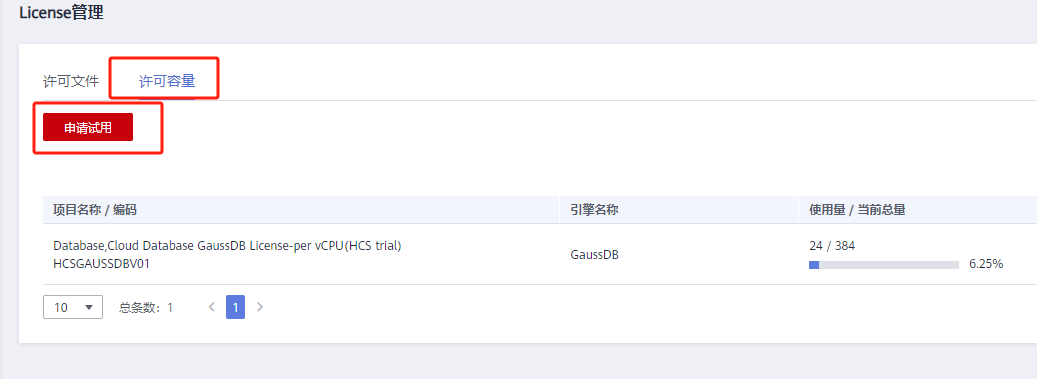 License管理
许可文件 许可容量
申请试用
项目名称 / 编码 引擎名称 使用量 / 当前总量
Database,Cloud Database GaussDB License-per vCPU(HCS trial)
HCSGAUSSDBV01
GaussDB
24 / 384
6.25%
10 总条数: 1 < 1 >